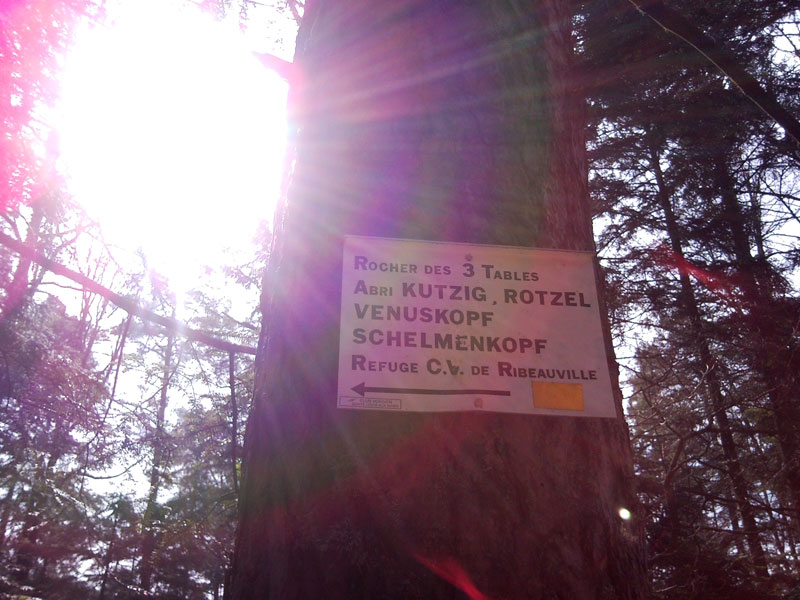 ROCHER DES 3 TABLES
ABRI KUTZIG, ROTZEL
VENUSKOPF
SCHELMENKOPF
REFUGE C.V. DE RIBEAUVILLE